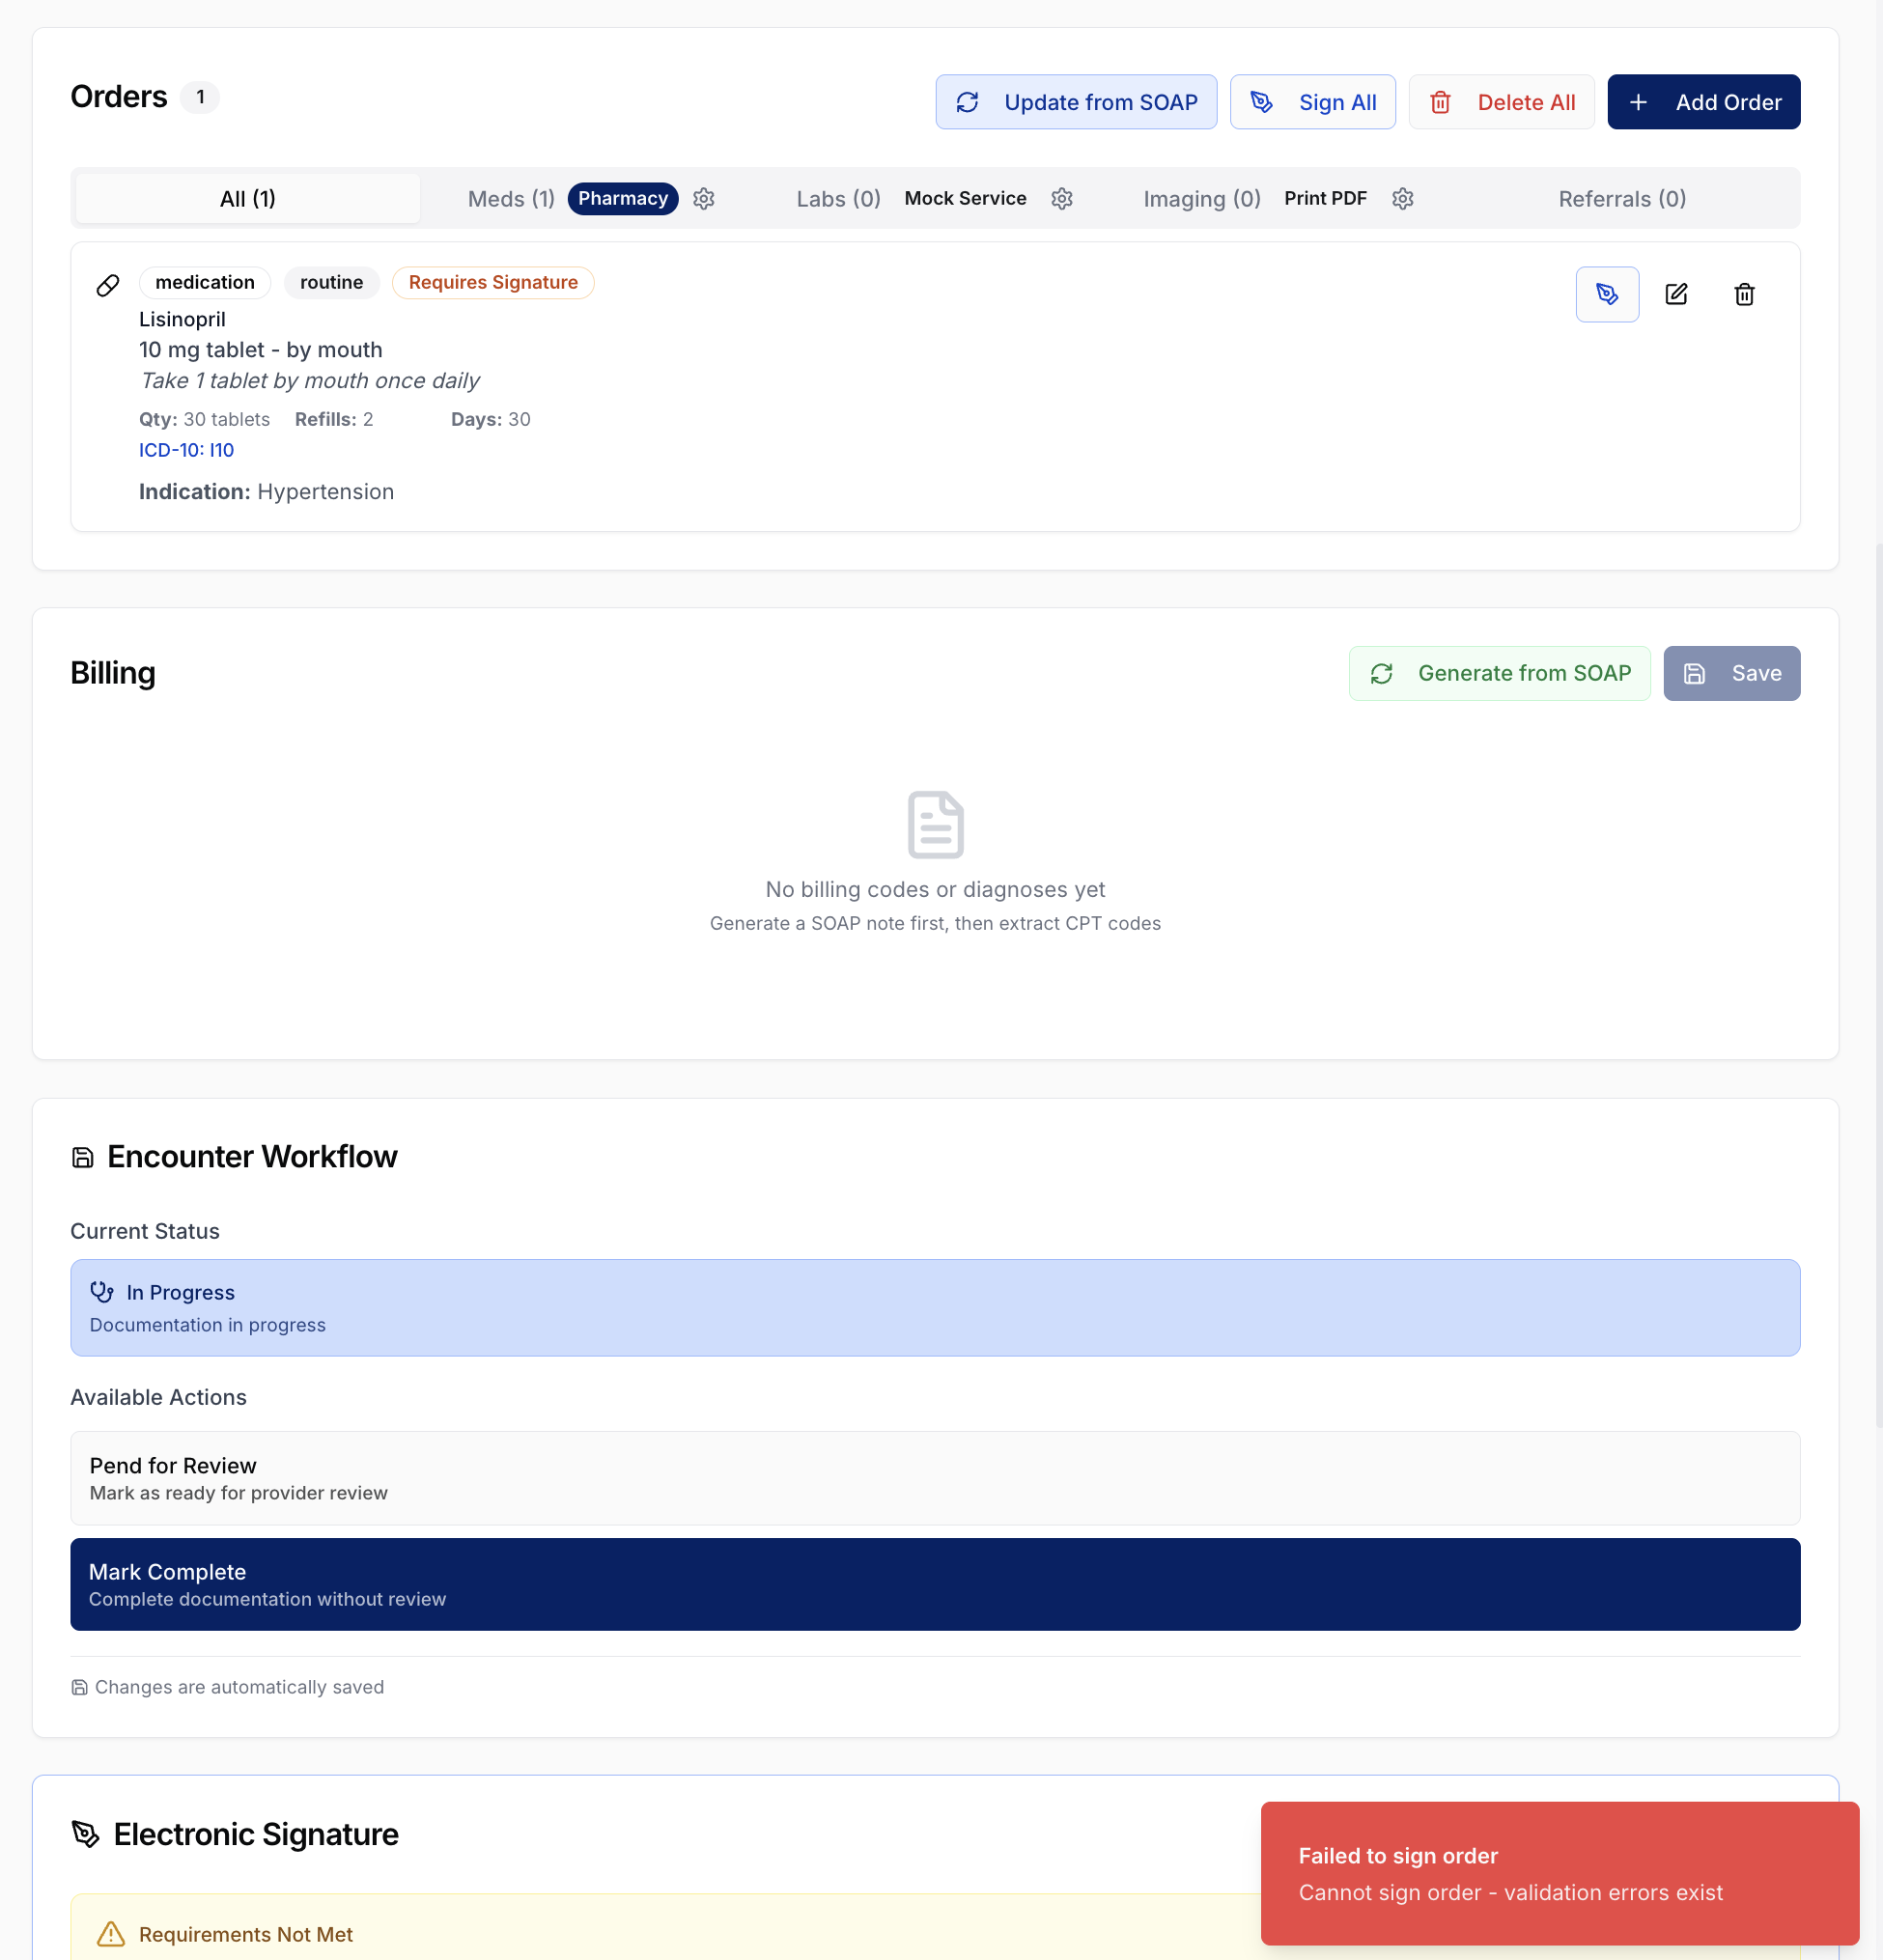 Orders 1
Update from SOAP
Sign All
Delete All
Add Order
All (1)
Meds (1) Pharmacy
Labs (0) Mock Service
Imaging (0) Print PDF
Referrals (0)
medication routine Requires Signature
Lisinopril
10 mg tablet - by mouth
Take 1 tablet by mouth once daily
Qty: 30 tablets Refills: 2 Days: 30
ICD-10: I10
Indication: Hypertension
Billing
Generate from SOAP
Save
No billing codes or diagnoses yet
Generate a SOAP note first, then extract CPT codes
Encounter Workflow
Current Status
In Progress
Documentation in progress
Available Actions
Pend for Review
Mark as ready for provider review
Mark Complete
Complete documentation without review
Changes are automatically saved
Electronic Signature
Requirements Not Met
Failed to sign order
Cannot sign order - validation errors exist